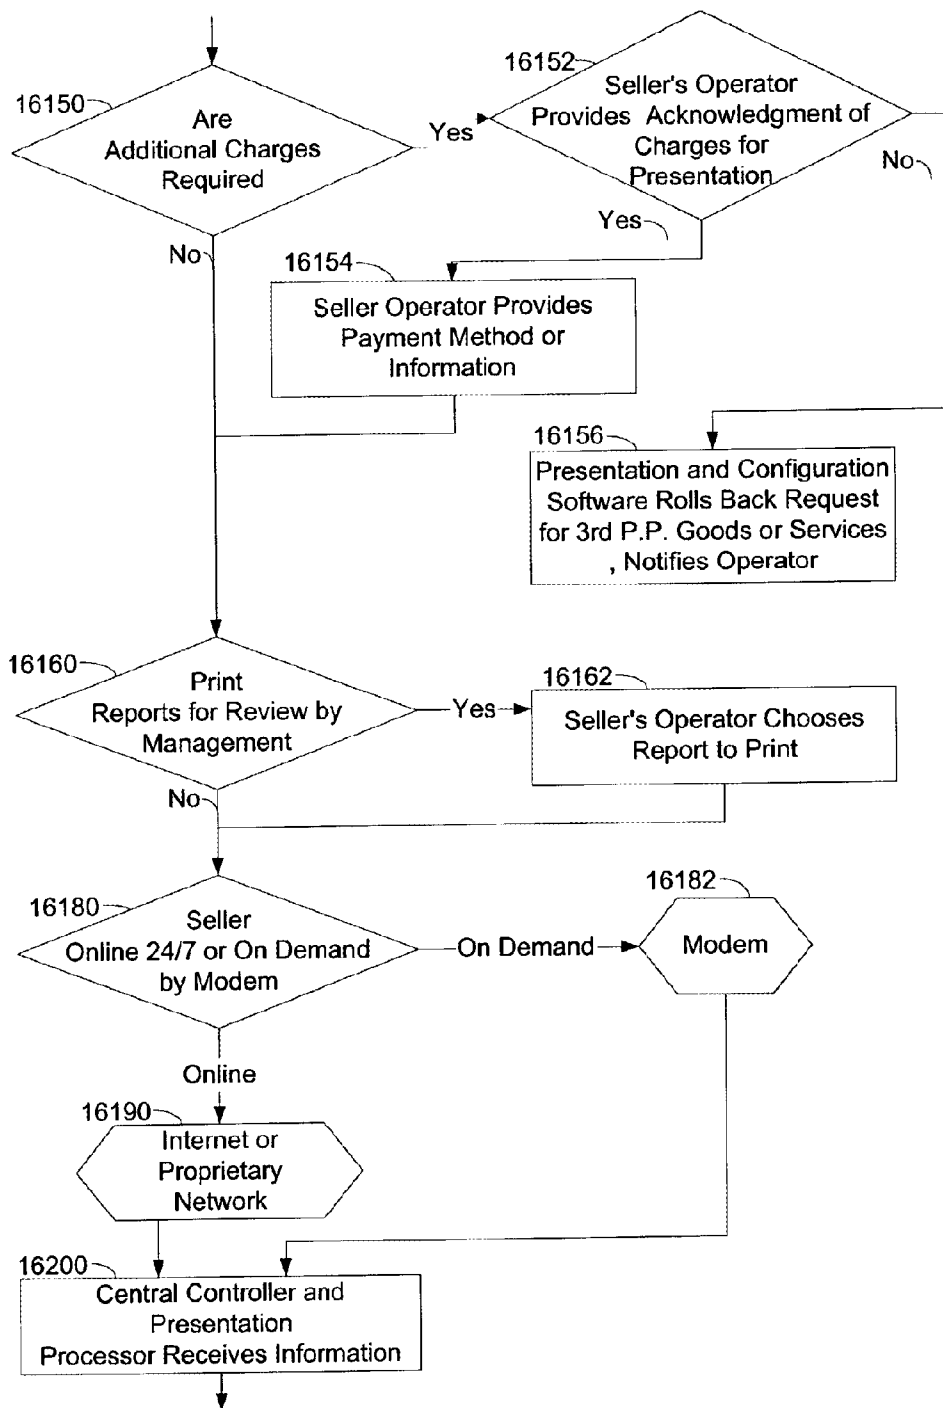 16150
Are
Additional Charges
Required
Yes
16152
Seller's Operator
Provides Acknowledgment of
Charges for
Presentation
No
Yes
No
16154
Seller Operator Provides
Payment Method or
Information
16156
Presentation and Configuration
Software Rolls Back Request
for 3rd P.P. Goods or Services
, Notifies Operator
16160
Print
Reports for Review by
Management
Yes
16162
Seller's Operator Chooses
Report to Print
No
16180
Seller
Online 24/7 or On Demand
by Modem
On Demand
16182
Modem
Online
16190
Internet or
Proprietary
Network
16200
Central Controller and
Presentation
Processor Receives Information